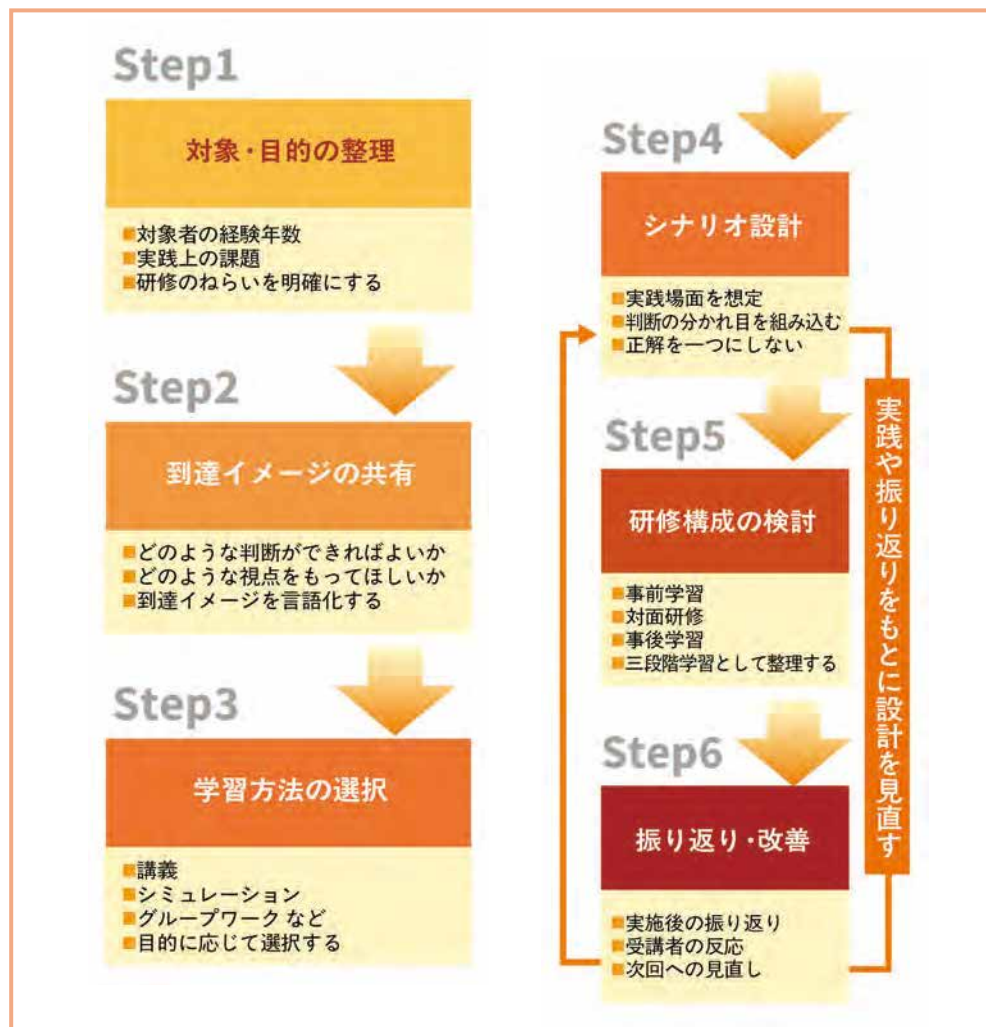 Step1
対象・目的の整理
■対象者の経験年数
■実践上の課題
■研修のねらいを明確にする
Step2
到達イメージの共有
■どのような判断ができればよいか
■どのような視点をもってほしいか
■到達イメージを言語化する
Step3
学習方法の選択
■講義
■シミュレーション
■グループワーク など
■目的に応じて選択する
Step4
シナリオ設計
■実践場面を想定
■判断の分かれ目を組み込む
■正解を一つにしない
Step5
研修構成の検討
■事前学習
■対面研修
■事後学習
■三段階学習として整理する
Step6
振り返り・改善
■実施後の振り返り
■受講者の反応
■次回への見直し
実践や振り返りをもとに設計を見直す